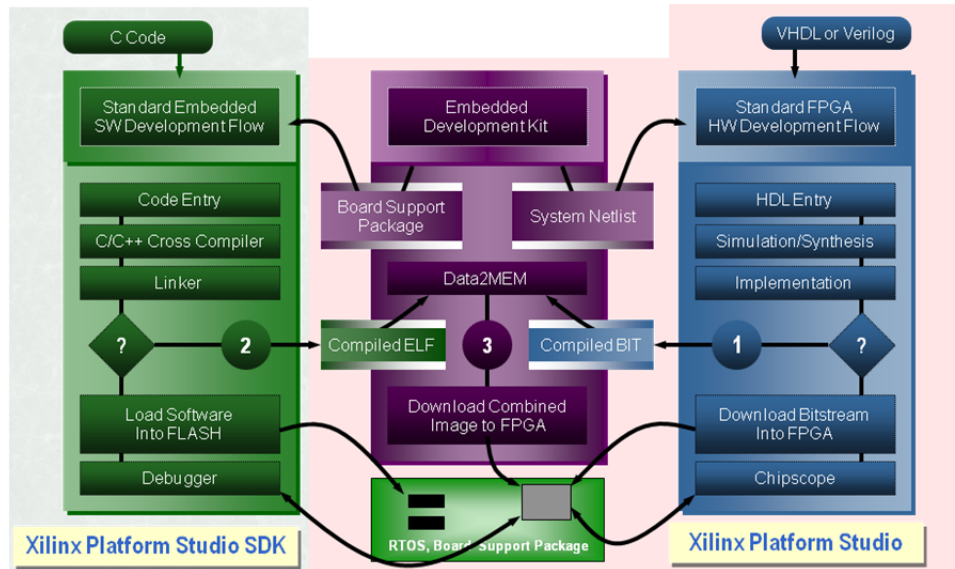 C Code
Standard Embedded
SW Development Flow
Code Entry
C/C++ Cross Compiler
Linker
?
2
Load Software
Into FLASH
Debugger
Xilinx Platform Studio SDK
Embedded
Development Kit
Board Support
Package
System Netlist
Data2MEM
Compiled ELF
3
Compiled BIT
Download Combined
Image to FPGA
RTOS, Board Support Package
VHDL or Verilog
Standard FPGA
HW Development Flow
HDL Entry
Simulation/Synthesis
Implementation
1
?
Download Bitstream
Into FPGA
Chipscope
Xilinx Platform Studio